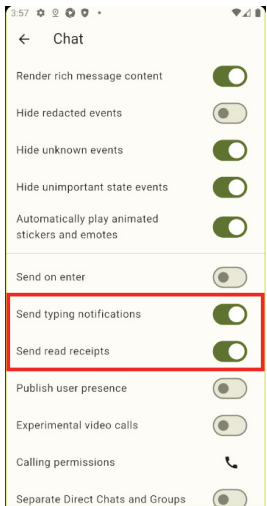 3:57
Chat
Render rich message content
Hide redacted events
Hide unknown events
Hide unimportant state events
Automatically play animated
stickers and emotes
Send on enter
Send typing notifications
Send read receipts
Publish user presence
Experimental video calls
Calling permissions
Separate Direct Chats and Groups